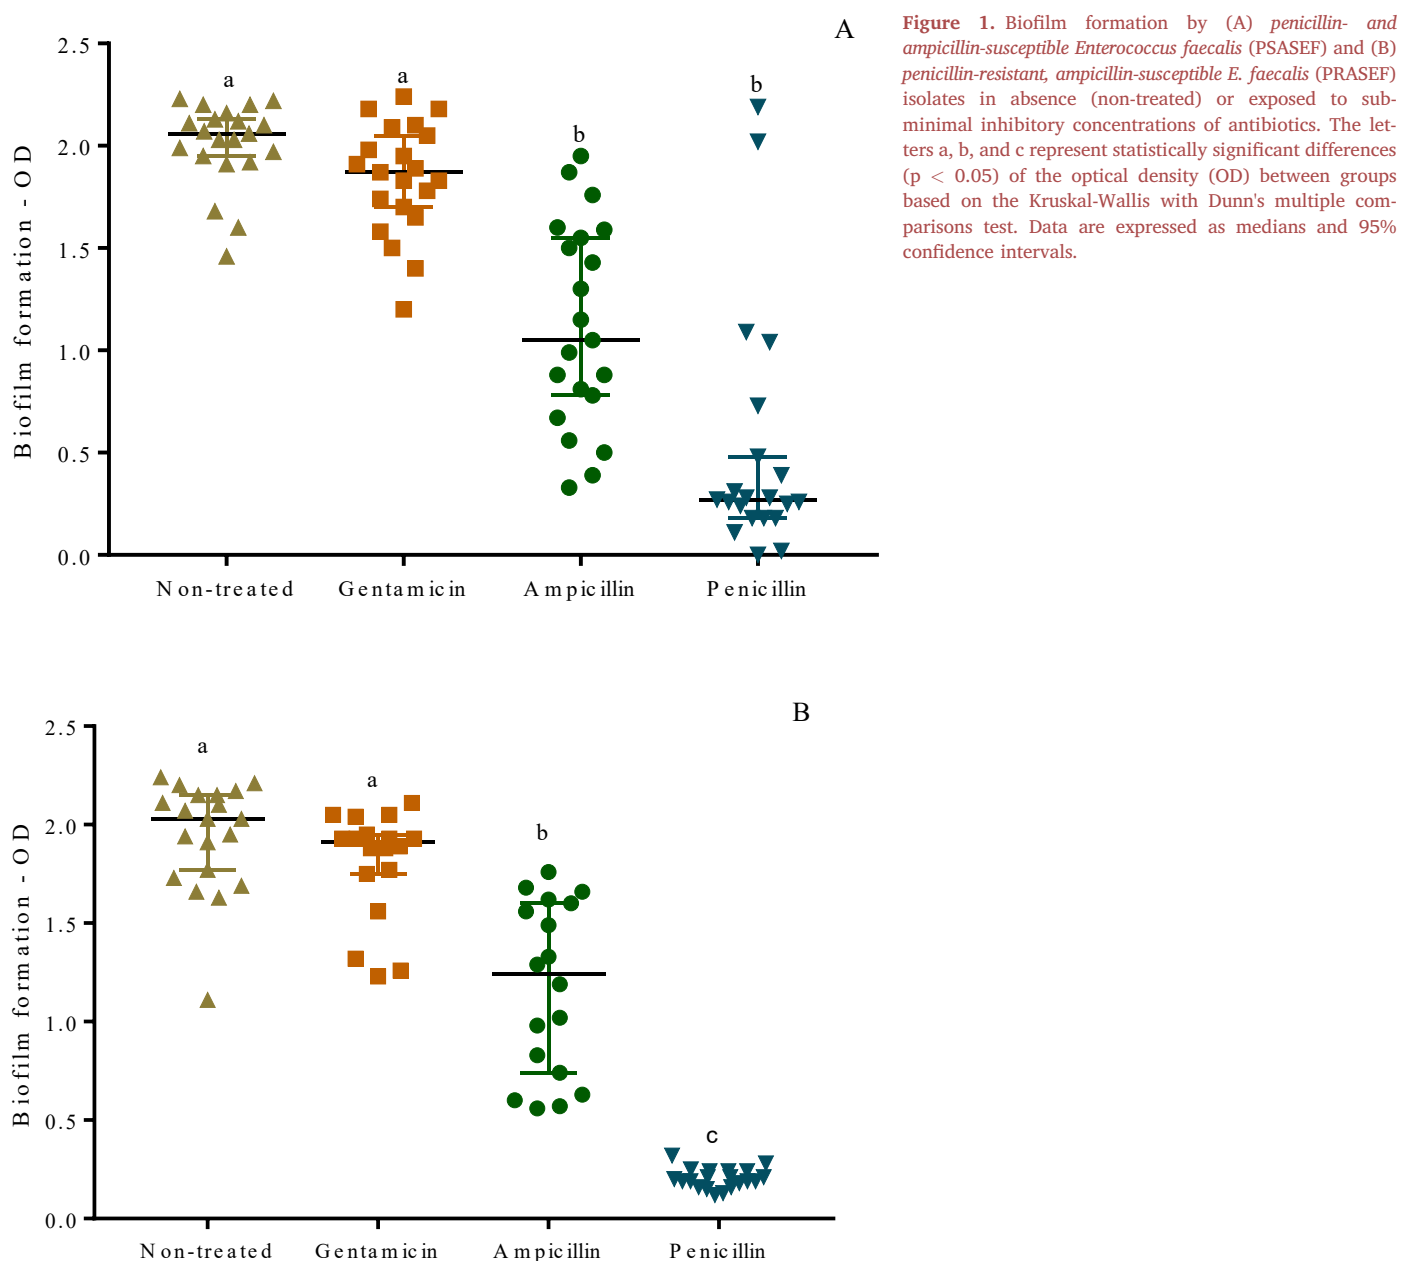 A
Figure 1. Biofilm formation by (A) penicillin- and
ampicillin-susceptible Enterococcus faecalis (PSASEF) and (B)
penicillin-resistant, ampicillin-susceptible E. faecalis (PRASEF)
isolates in absence (non-treated) or exposed to sub-
minimal inhibitory concentrations of antibiotics. The let-
ters a, b, and c represent statistically significant differences
(p < 0.05) of the optical density (OD) between groups
based on the Kruskal-Wallis with Dunn's multiple com-
parisons test. Data are expressed as medians and 95%
confidence intervals.
Biofilm formation - OD
2.5
2.0
1.5
1.0
0.5
0.0
a
a
b
b
Non-treated
Gentamicin
Ampicillin
Penicillin
B
Biofilm formation - OD
2.5
2.0
1.5
1.0
0.5
0.0
a
a
b
c
Non-treated
Gentamicin
Ampicillin
Penicillin